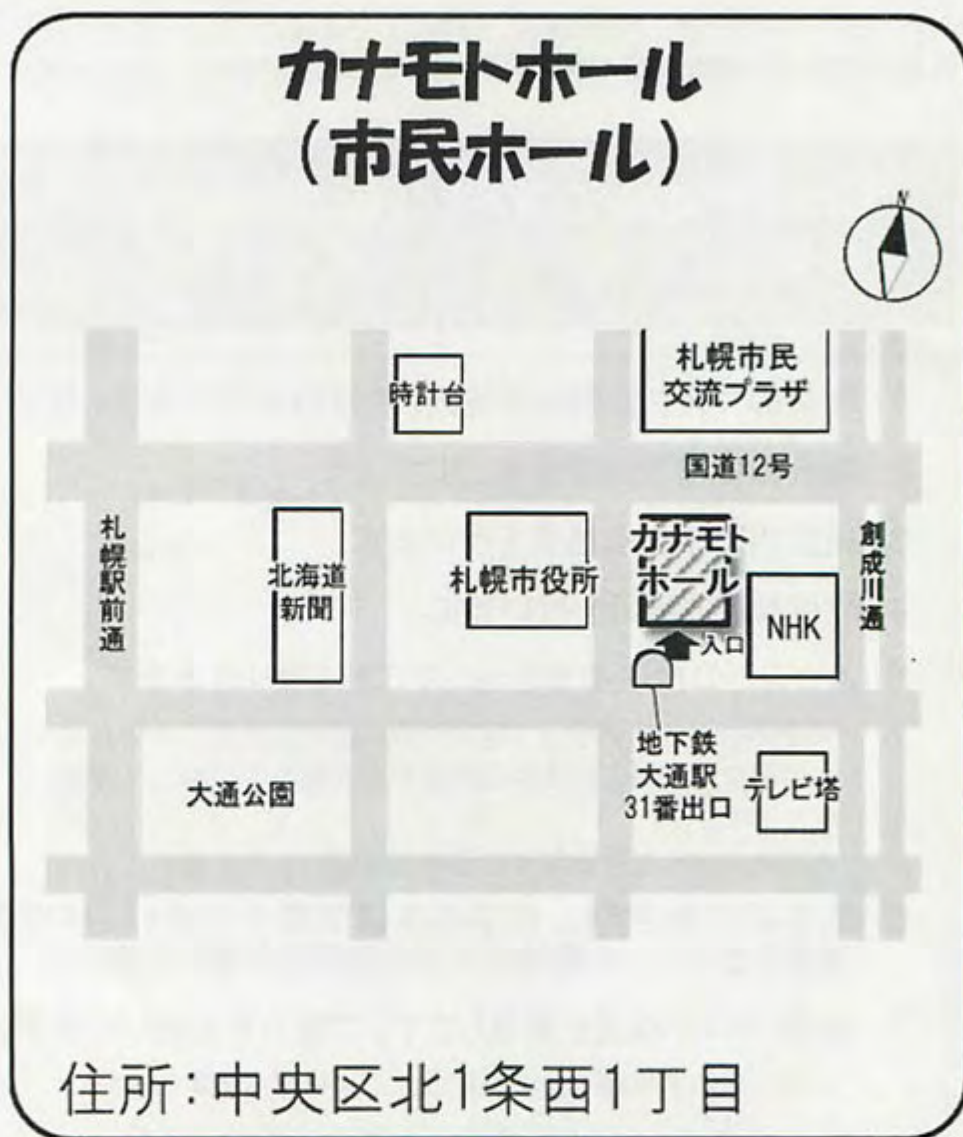 カナモトホール
(市民ホール)
N
札幌市民
交流プラザ
時計台
国道12号
札幌駅前通
北海道
新聞
札幌市役所
カナモト
ホール
創成川通
NHK
入口
地下鉄
大通駅
31番出口
大通公園
テレビ塔
住所:中央区北1条西1丁目